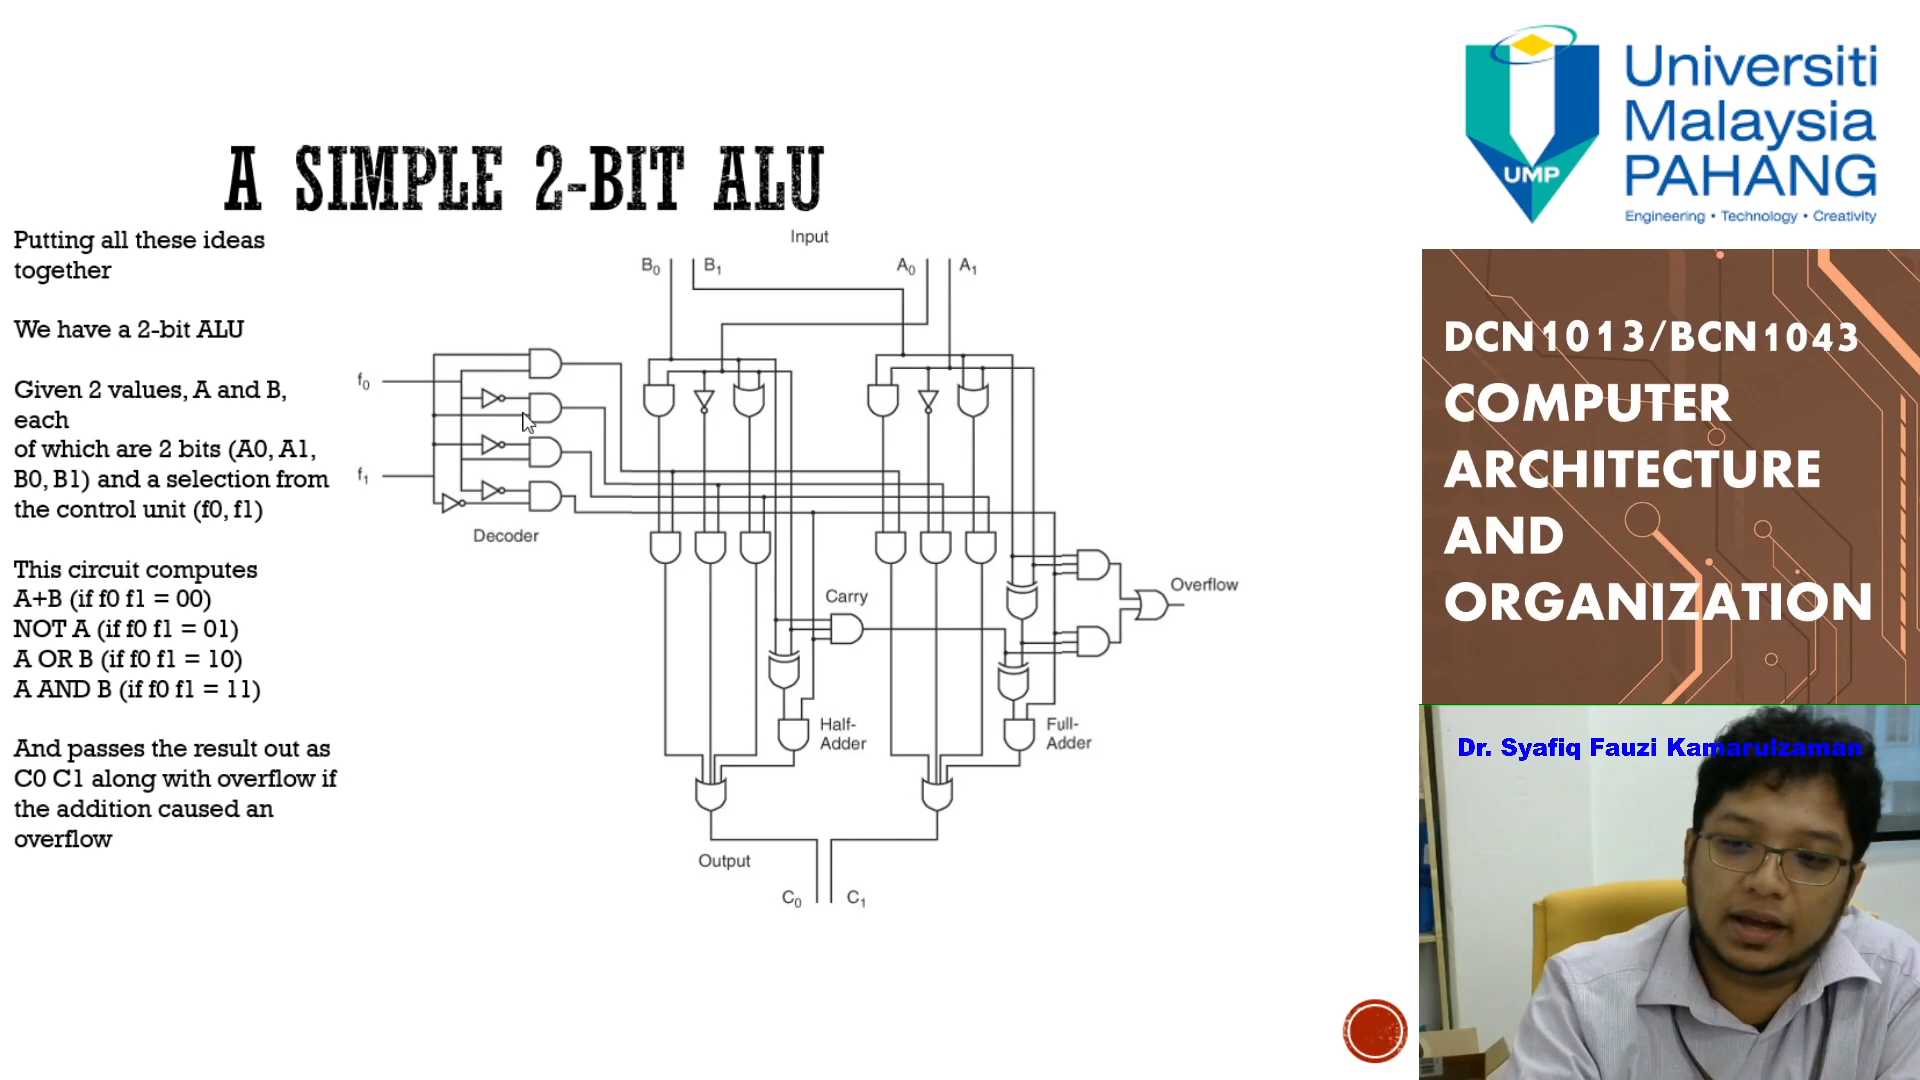 A SIMPLE 2-BIT ALU
Putting all these ideas
together
We have a 2-bit ALU
Given 2 values, A and B,
each
of which are 2 bits (A0, A1,
B0, B1) and a selection from
the control unit (f0, f1)
This circuit computes
A+B (if f0 f1 = 00)
NOT A (if f0 f1 = 01)
A OR B (if f0 f1 = 10)
A AND B (if f0 f1 = 11)
And passes the result out as
C0 C1 along with overflow if
the addition caused an
overflow
Input
B₀ B₁ A₀ A₁
f₀
f₁
Decoder
Carry
Overflow
Half-
Adder
Full-
Adder
Output
C₀ C₁
Universiti
Malaysia
PAHANG
Engineering • Technology • Creativity
UMP
DCN1013/BCN1043
COMPUTER
ARCHITECTURE
AND
ORGANIZATION
Dr. Syafiq Fauzi Kamarulzaman